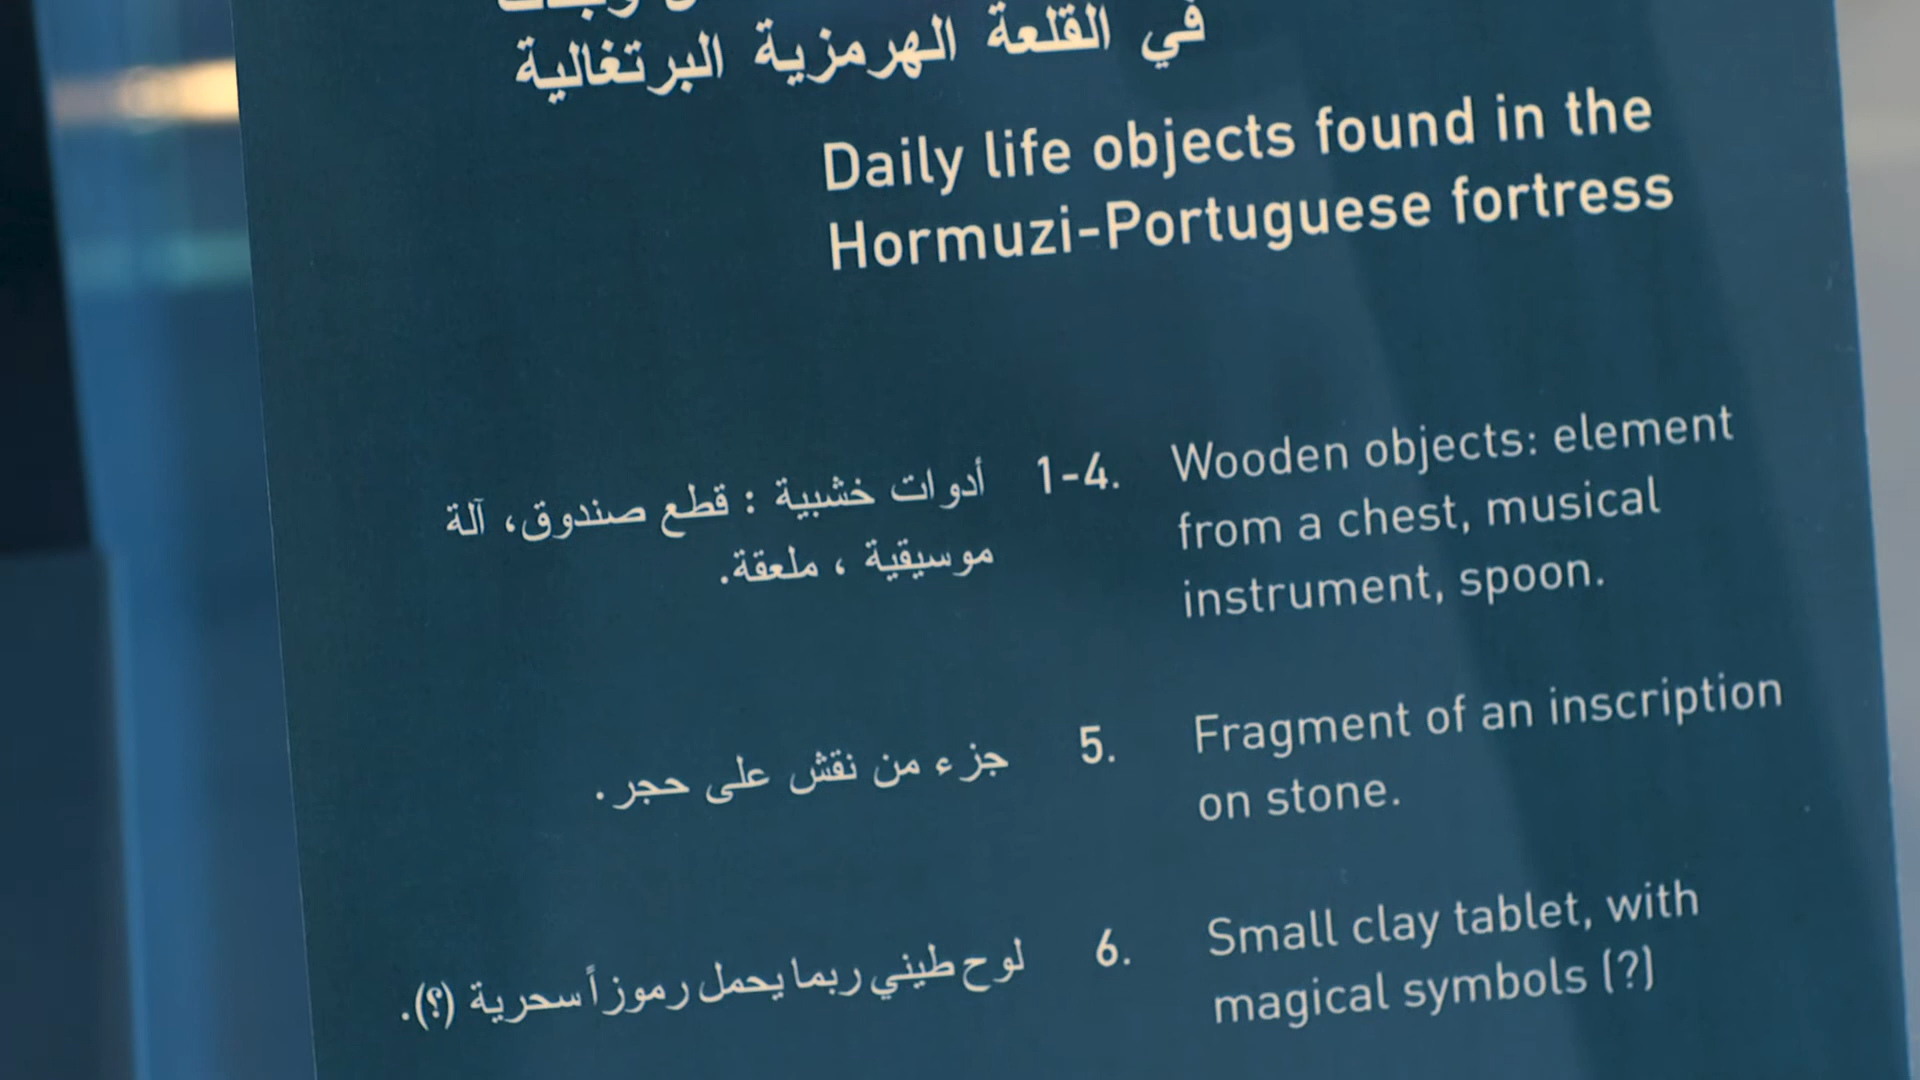 في القلعة الهرمزية البرتغالية
Daily life objects found in the
Hormuzi-Portuguese fortress
أدوات خشبية : قطع صندوق، آلة
موسيقية ، ملعقة.
1-4.
Wooden objects: element
from a chest, musical
instrument, spoon.
جزء من نقش على حجر.
5.
Fragment of an inscription
on stone.
لوح طيني ربما يحمل رموزاً سحرية (؟).
6.
Small clay tablet, with
magical symbols (?)